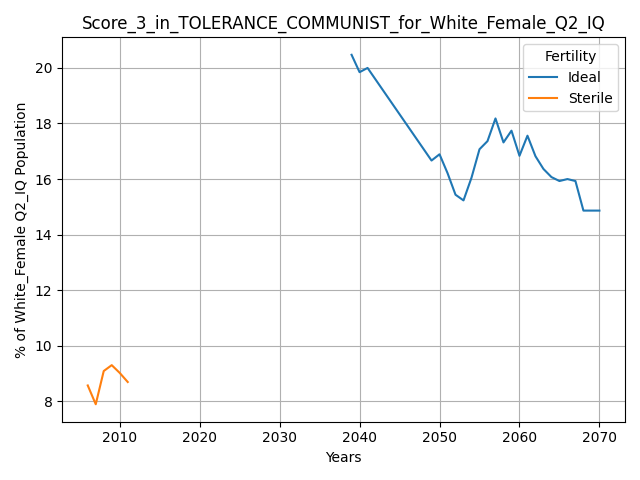 Score_3_in_TOLERANCE_COMMUNIST_for_White_Female_Q2_IQ
Fertility
Ideal
Sterile
% of White_Female Q2_IQ Population
20
18
16
14
12
10
8
2010 2020 2030 2040 2050 2060 2070
Years